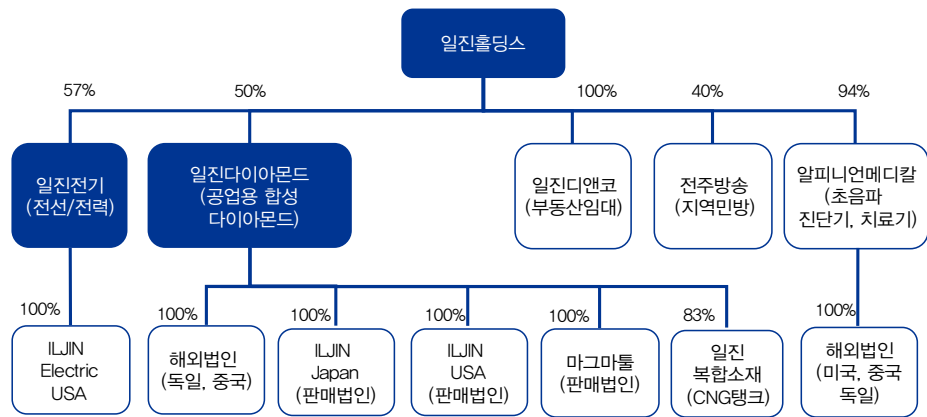 일진홀딩스
57%
50%
100%
40%
94%
일진전기
(전선/전력)
일진다이아몬드
(공업용 합성
다이아몬드)
일진디앤코
(부동산임대)
전주방송
(지역민방)
알피니언메디칼
(초음파
진단기, 치료기)
100%
100%
100%
100%
100%
83%
100%
ILJIN
Electric
USA
해외법인
(독일, 중국)
ILJIN
Japan
(판매법인)
ILJIN
USA
(판매법인)
마그마툴
(판매법인)
일진
복합소재
(CNG탱크)
해외법인
(미국, 중국
독일)